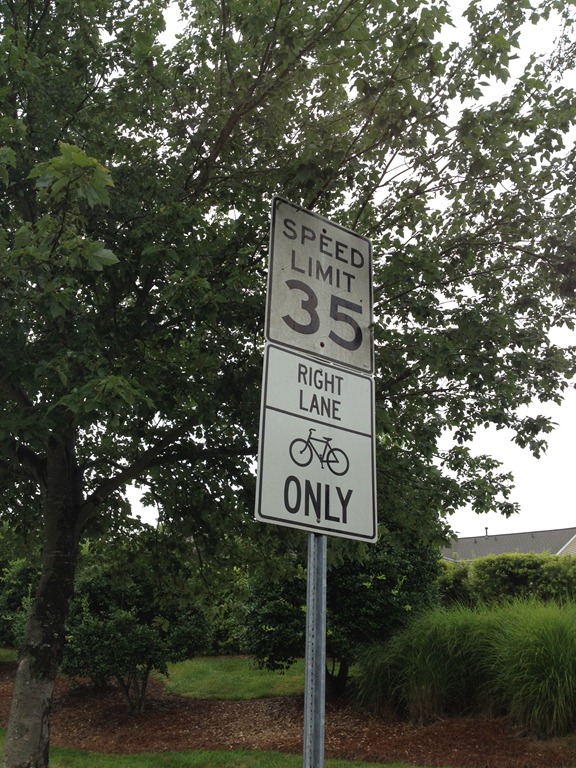 SPEED
LIMIT
35
RIGHT
LANE
ONLY